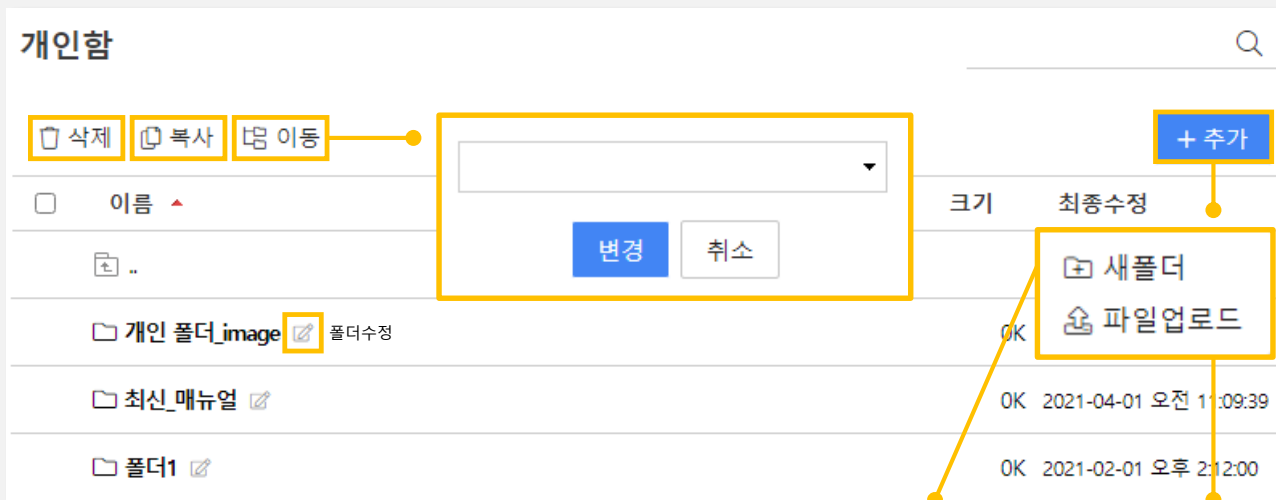 개인함
삭제 복사 이동
+ 추가
이름 크기 최종수정
변경 취소
..
새폴더
파일업로드
개인 폴더_image 폴더수정 0K
최신_매뉴얼 0K 2021-04-01 오전 11:09:39
폴더1 0K 2021-02-01 오후 2:12:00